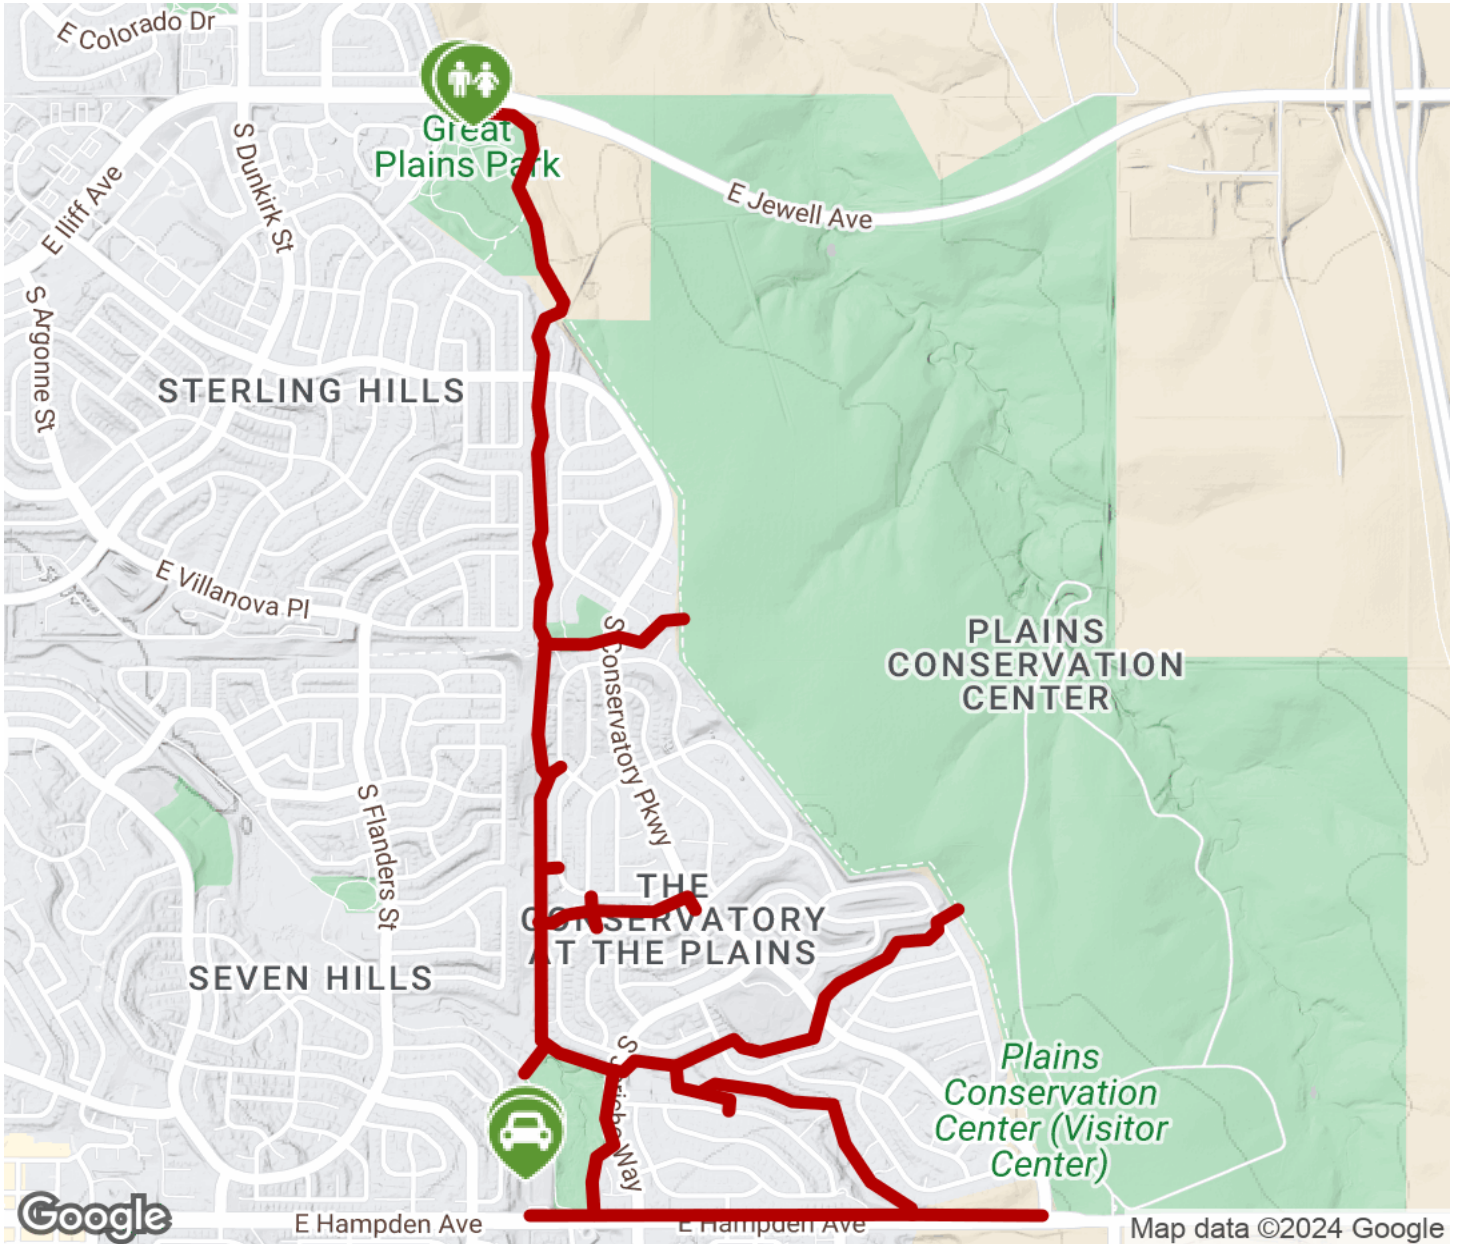 E Colorado Dr
Great
Plains Park
E Iliff Ave
S Dunkirk St
E Jewell Ave
S Argonne St
STERLING HILLS
E Villanova Pl
S Conservatory Pkwy
PLAINS
CONSERVATION
CENTER
S Flanders St
THE
CONSERVATORY
AT THE PLAINS
SEVEN HILLS
Plains
Conservation
Center (Visitor
Center)
Way
Google
E Hampden Ave
E Hampden Ave
Map data ©2024 Google